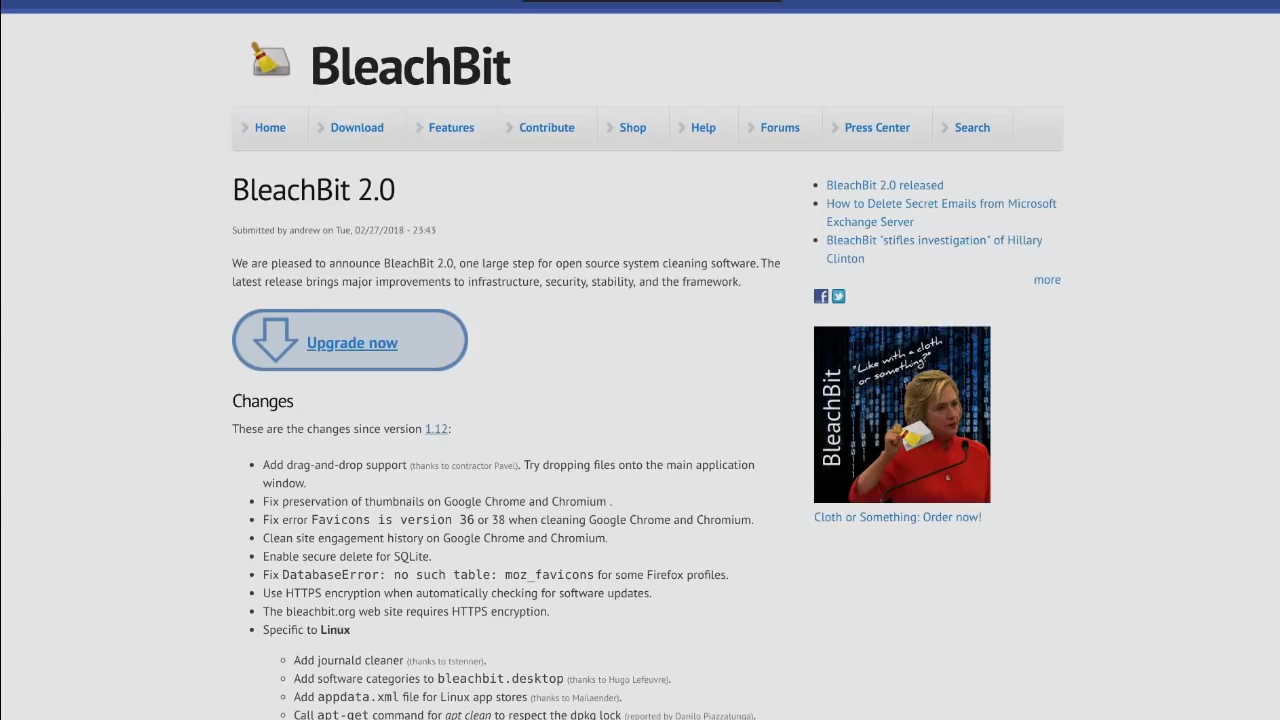 BleachBit
Home
Download
Features
Contribute
Shop
Help
Forums
Press Center
Search
BleachBit 2.0
Submitted by andrew on Tue, 02/27/2018 - 23:43
We are pleased to announce BleachBit 2.0, one large step for open source system cleaning software. The
latest release brings major improvements to infrastructure, security, stability, and the framework.
Upgrade now
Changes
These are the changes since version 1.12:
Add drag-and-drop support (thanks to contractor Pavel). Try dropping files onto the main application
window.
Fix preservation of thumbnails on Google Chrome and Chromium .
Fix error Favicons is version 36 or 38 when cleaning Google Chrome and Chromium.
Clean site engagement history on Google Chrome and Chromium.
Enable secure delete for SQLite.
Fix DatabaseError: no such table: moz_favicons for some Firefox profiles.
Use HTTPS encryption when automatically checking for software updates.
The bleachbit.org web site requires HTTPS encryption.
Specific to Linux
Add journald cleaner (thanks to tstenner).
Add software categories to bleachbit.desktop (thanks to Hugo Lefeuvre).
Add appdata.xml file for Linux app stores (thanks to Mailaender).
Call apt-get command for apt clean to respect the dpkg lock (reported by Danilo Piazzalunga).
BleachBit 2.0 released
How to Delete Secret Emails from Microsoft
Exchange Server
BleachBit "stifles investigation" of Hillary
Clinton
more
"Like with a cloth
or something?"
BleachBit
Cloth or Something: Order now!